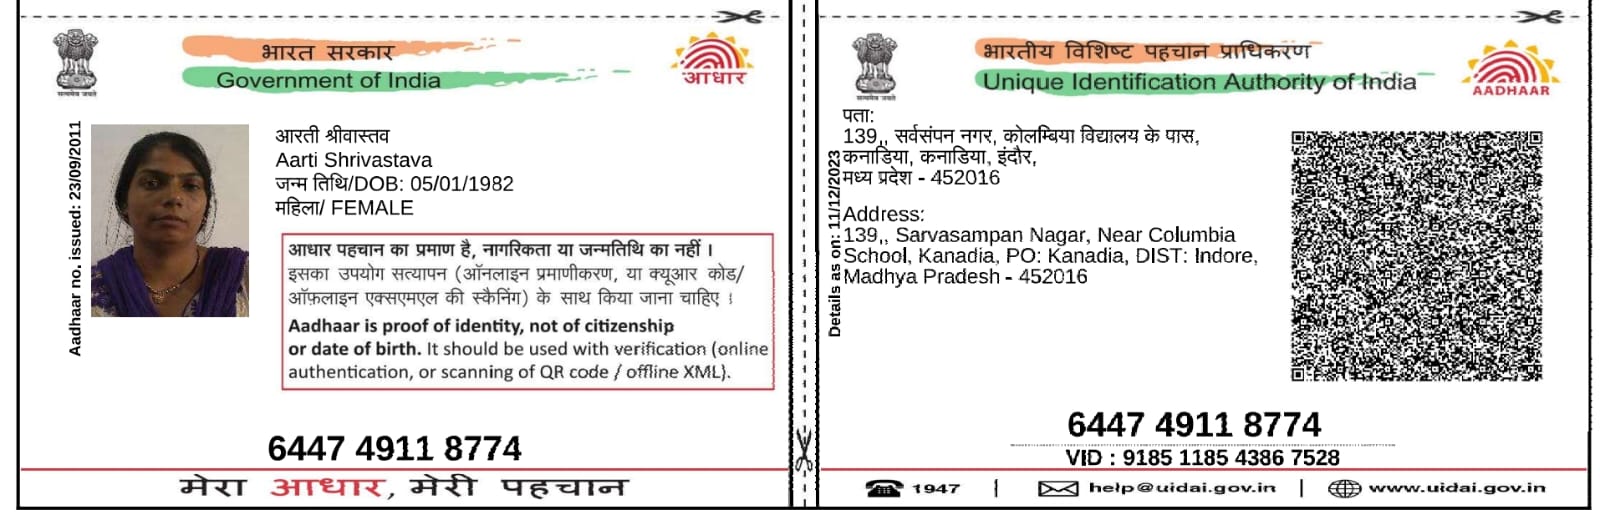 भारत सरकार
Government of India
आधार
सत्यमेव जयते
Aadhaar no. issued: 23/09/2011
आरती श्रीवास्तव
Aarti Shrivastava
जन्म तिथि/DOB: 05/01/1982
महिला/ FEMALE
आधार पहचान का प्रमाण है, नागरिकता या जन्मतिथि का नहीं ।
इसका उपयोग सत्यापन (ऑनलाइन प्रमाणीकरण, या क्यूआर कोड/
ऑफ़लाइन एक्सएमएल की स्कैनिंग) के साथ किया जाना चाहिए ।
Aadhaar is proof of identity, not of citizenship
or date of birth. It should be used with verification (online
authentication, or scanning of QR code / offline XML).
6447 4911 8774
मेरा आधार, मेरी पहचान
भारतीय विशिष्ट पहचान प्राधिकरण
Unique Identification Authority of India
AADHAAR
सत्यमेव जयते
Details as on: 11/12/2023
पता:
139,, सर्वसंपन नगर, कोलम्बिया विद्यालय के पास,
कनाडिया, कनाडिया, इंदौर,
मध्य प्रदेश - 452016
Address:
139,, Sarvasampan Nagar, Near Columbia
School, Kanadia, PO: Kanadia, DIST: Indore,
Madhya Pradesh - 452016
6447 4911 8774
VID : 9185 1185 4386 7528
1947 | help@uidai.gov.in | www.uidai.gov.in